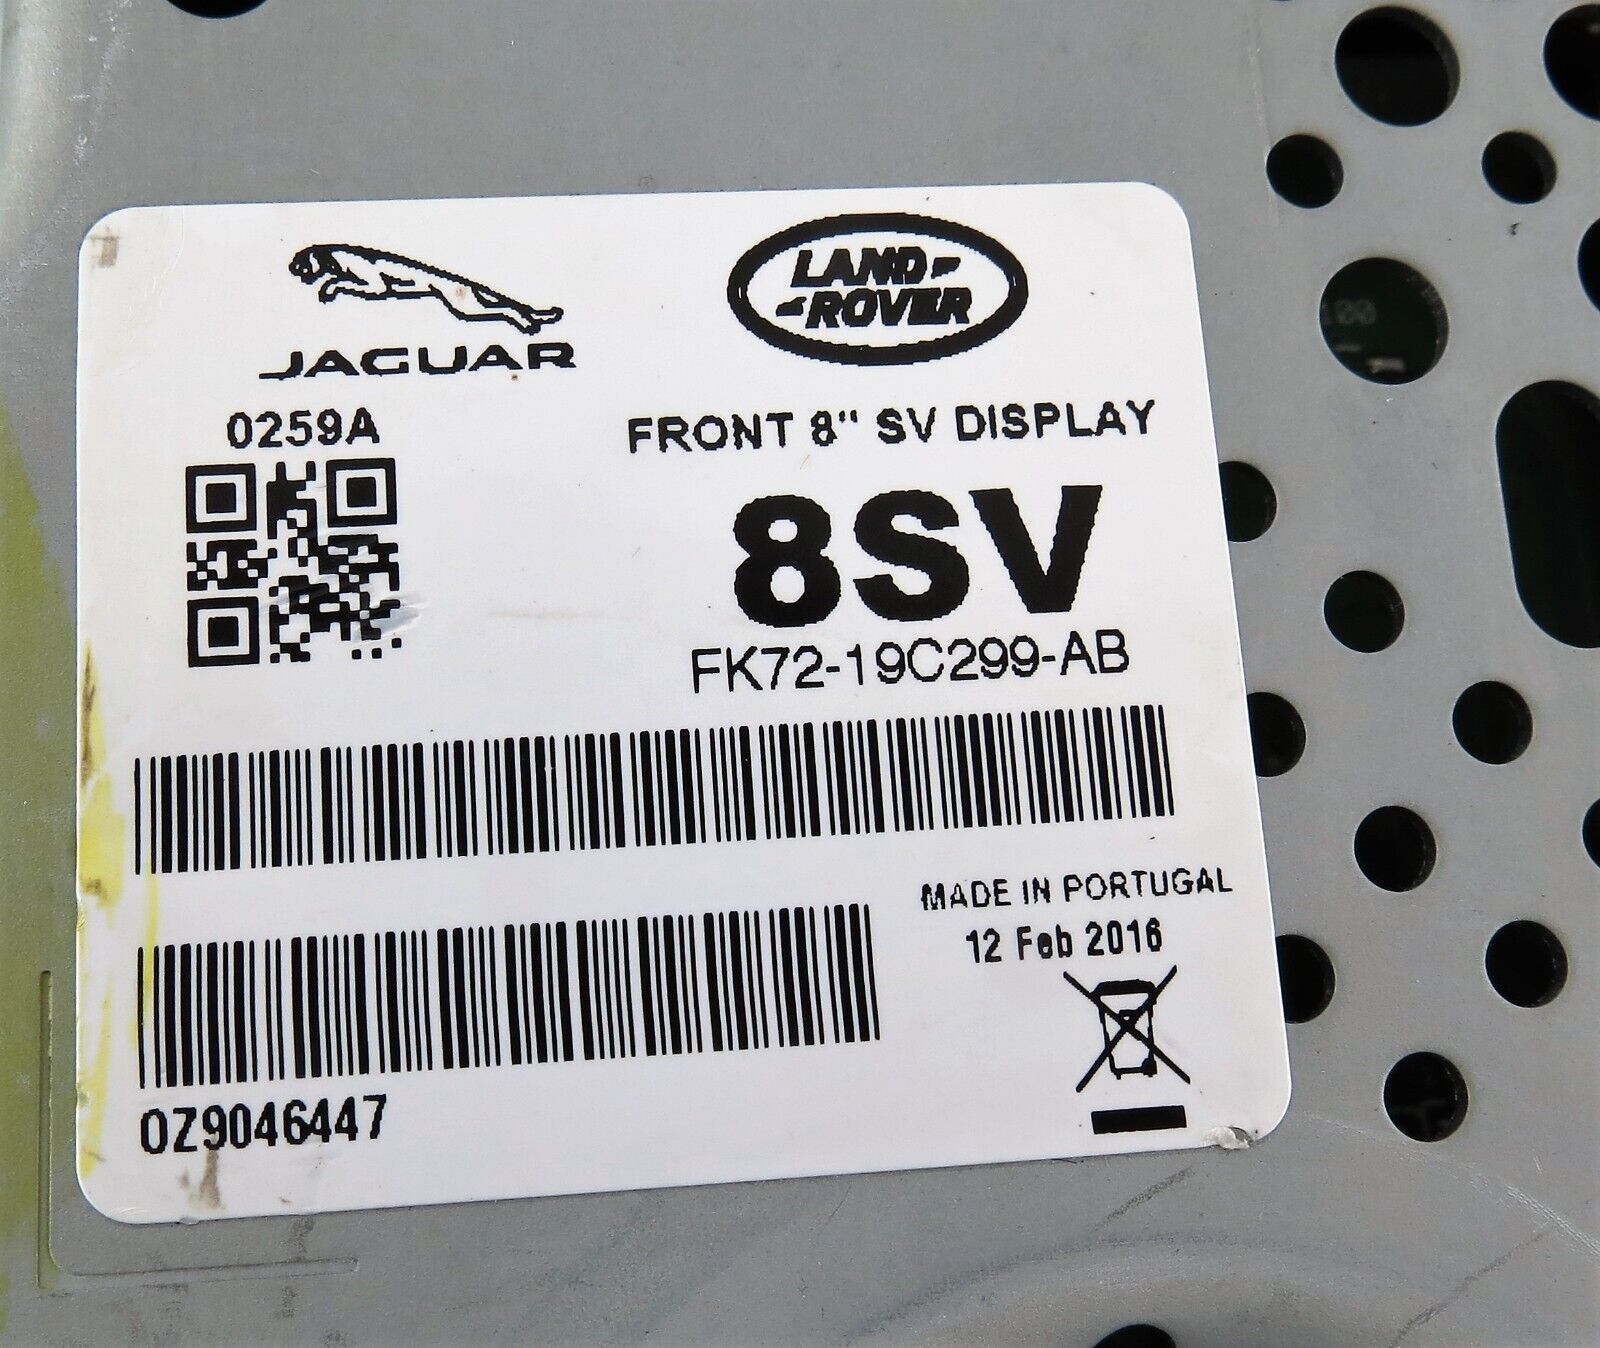 JAGUAR
LAND
ROVER
0259A
FRONT 8" SV DISPLAY
8SV
FK72-19C299-AB
MADE IN PORTUGAL
12 Feb 2016
0Z9046447